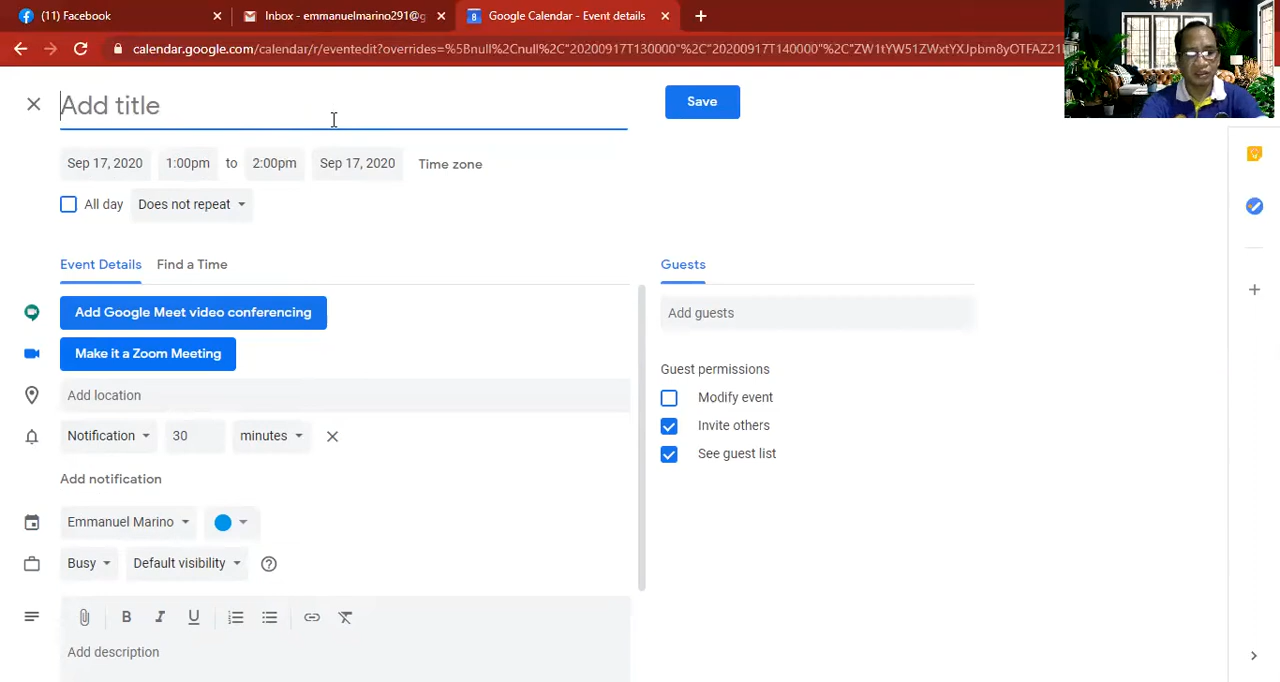 (11) Facebook
Inbox - emmanuelmarino291@g
Google Calendar - Event details
calendar.google.com/calendar/r/eventedit?overrides=%5Bnull%2Cnull%2C"20200917T130000"%2C"20200917T140000"%2C"ZW1tYW51ZWxtYXJpbm8yOTFAZ21
Add title
Save
Sep 17, 2020 1:00pm to 2:00pm Sep 17, 2020 Time zone
All day Does not repeat
Event Details Find a Time
Guests
Add Google Meet video conferencing
Add guests
Make it a Zoom Meeting
Guest permissions
Add location
Modify event
Invite others
Notification 30 minutes
See guest list
Add notification
Emmanuel Marino
Busy Default visibility
B I U
Add description